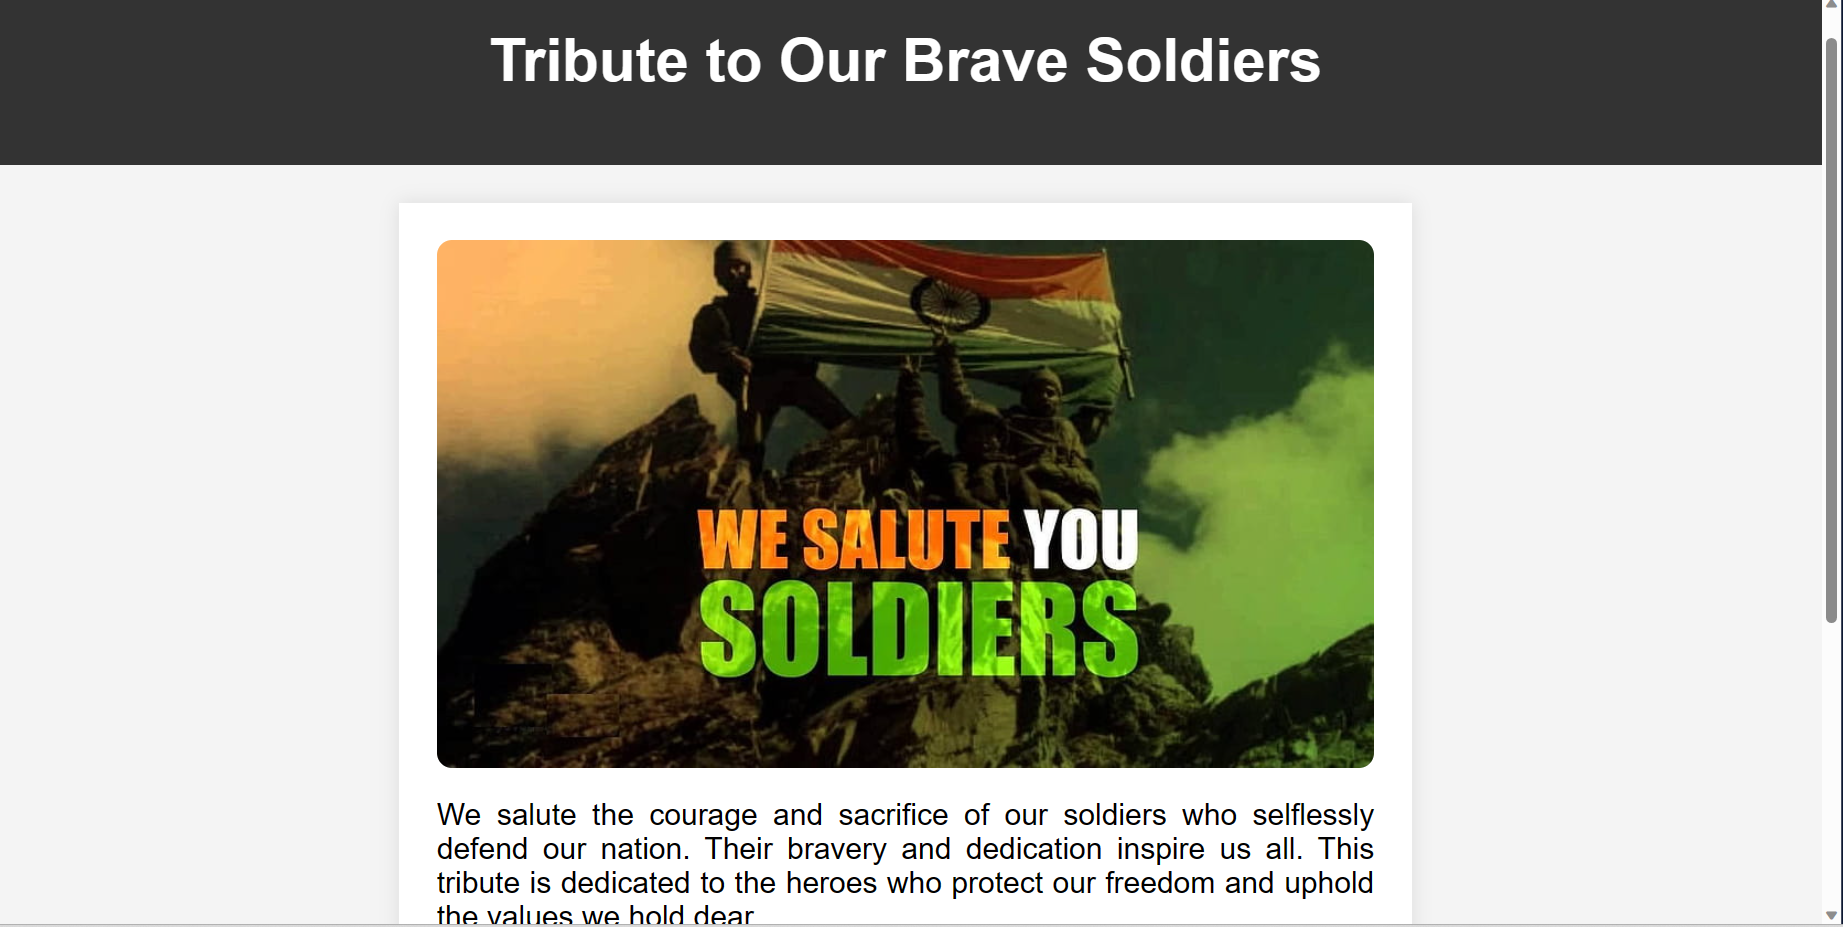 Tribute to Our Brave Soldiers
WE SALUTE YOU
SOLDIERS
We salute the courage and sacrifice of our soldiers who selflessly
defend our nation. Their bravery and dedication inspire us all. This
tribute is dedicated to the heroes who protect our freedom and uphold
the values we hold dear.